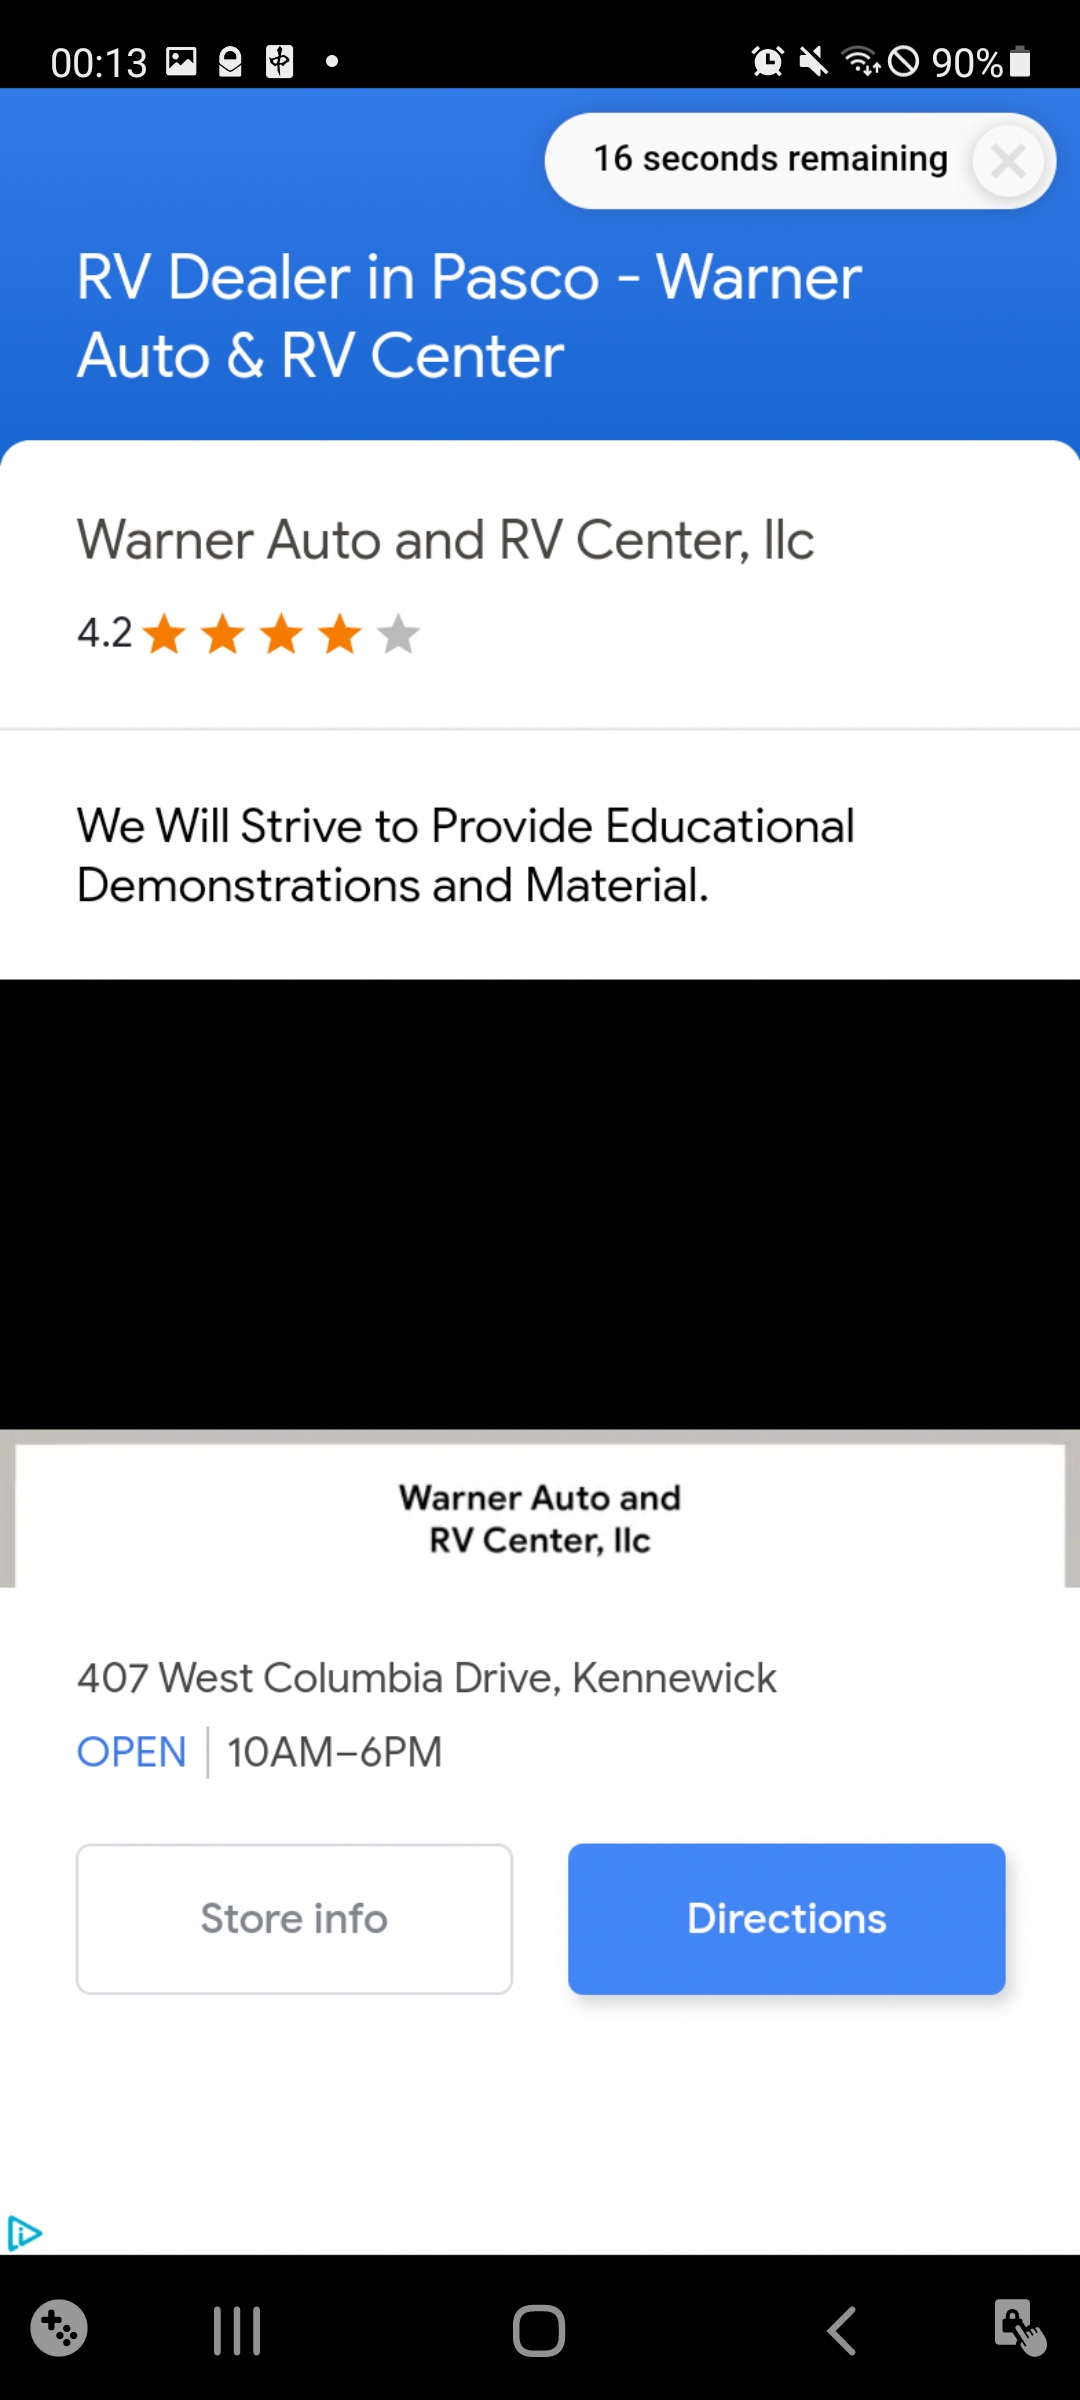 00:13
90%
16 seconds remaining
RV Dealer in Pasco - Warner
Auto & RV Center
Warner Auto and RV Center, llc
4.2
We Will Strive to Provide Educational
Demonstrations and Material.
Warner Auto and
RV Center, llc
407 West Columbia Drive, Kennewick
OPEN | 10AM–6PM
Store info
Directions